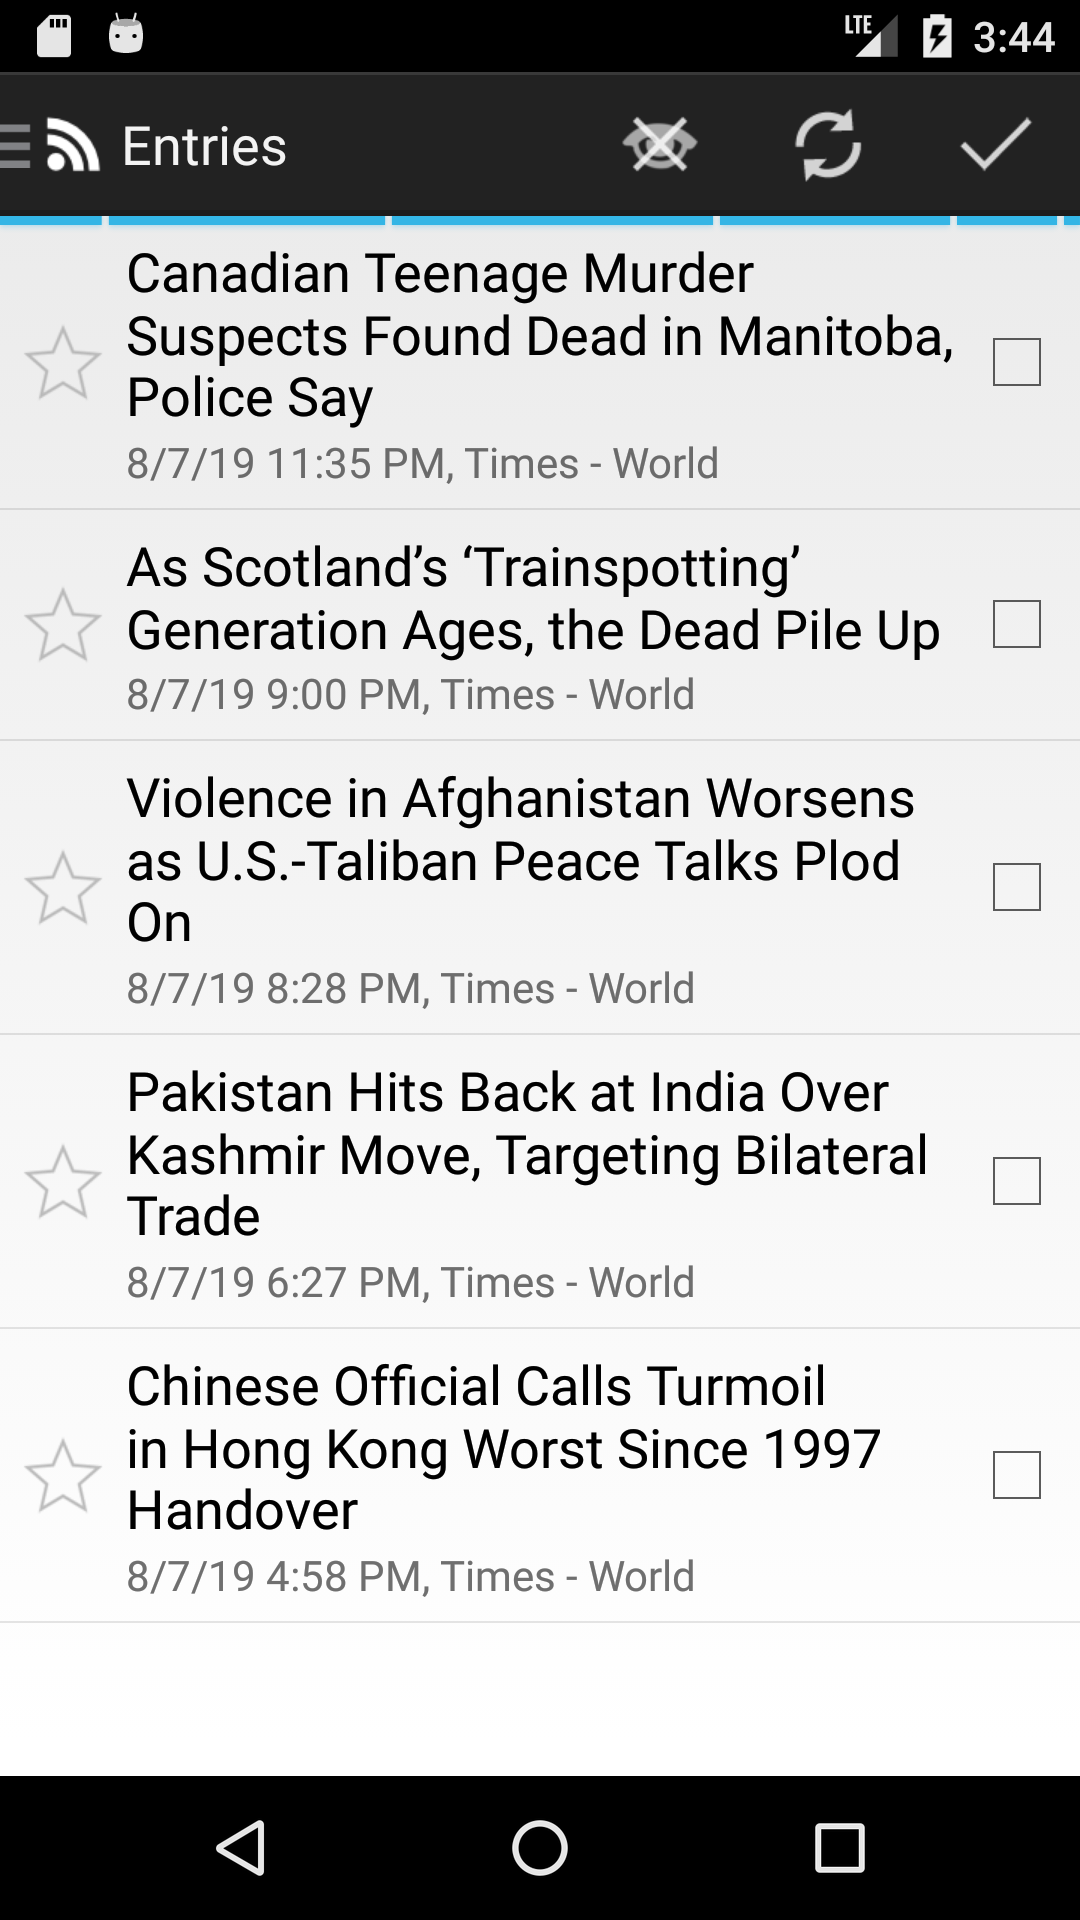 LTE 3:44
Entries
Canadian Teenage Murder
Suspects Found Dead in Manitoba,
Police Say
8/7/19 11:35 PM, Times - World
As Scotland’s ‘Trainspotting’
Generation Ages, the Dead Pile Up
8/7/19 9:00 PM, Times - World
Violence in Afghanistan Worsens
as U.S.-Taliban Peace Talks Plod
On
8/7/19 8:28 PM, Times - World
Pakistan Hits Back at India Over
Kashmir Move, Targeting Bilateral
Trade
8/7/19 6:27 PM, Times - World
Chinese Official Calls Turmoil
in Hong Kong Worst Since 1997
Handover
8/7/19 4:58 PM, Times - World